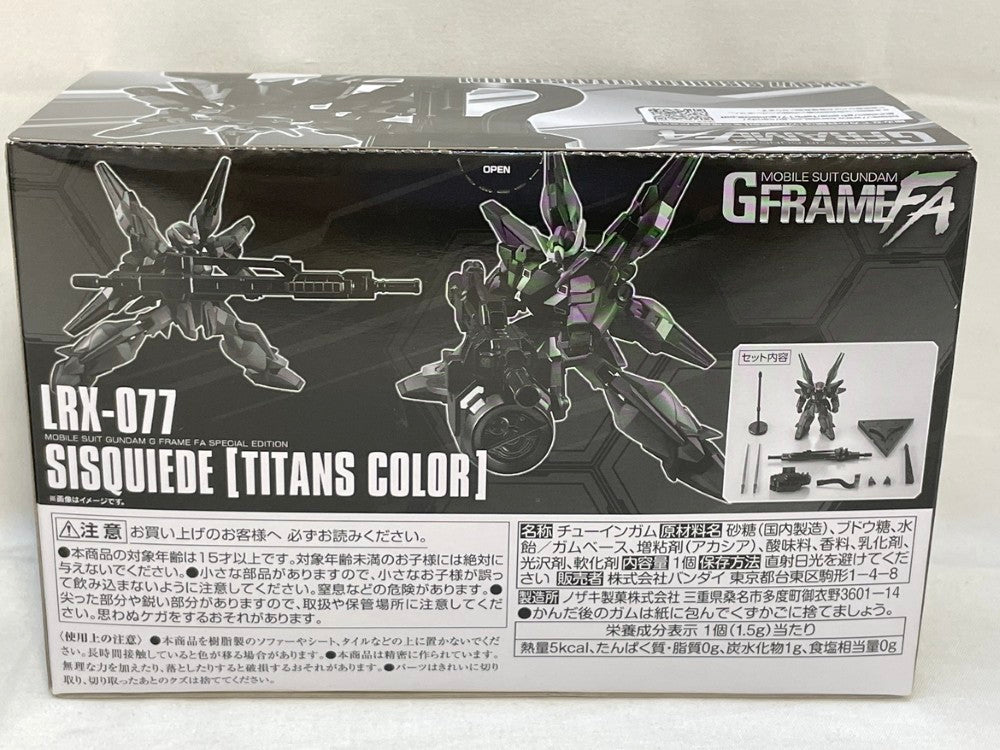 GFRAME FA
OPEN
MOBILE SUIT GUNDAM
GFRAME FA
セット内容
LRX-077
MOBILE SUIT GUNDAM G FRAME FA SPECIAL EDITION
SISQUIEDE [TITANS COLOR]
※画像はイメージです。
⚠注意 お買い上げのお客様へ 必ずお読みください。
●本商品の対象年齢は15才以上です。対象年齢未満のお子様には絶対に
与えないでください。●小さな部品がありますので、小さなお子様が誤っ
て飲み込まないように注意してください。窒息などの危険があります。●
尖った部分や鋭い部分がありますので、取扱や保管場所に注意してくださ
い。思わぬケガをするおそれがあります。
〈使用上の注意〉 ●本商品を樹脂製のソファーやシート、タイルなどの上に置かないでくだ
さい。長時間接触していると色が移る場合があります。●本商品は精密に作られています。
無理な力を加えたり、落としたりすると破損するおそれがあります。●パーツはきれいに切り
取り、切り取ったあとのクズは捨ててください。
名称 チューインガム 原材料名 砂糖(国内製造)、ブドウ糖、水
飴/ガムベース、増粘剤(アカシア)、酸味料、香料、乳化剤、
光沢剤、軟化剤 内容量 1個 保存方法 直射日光を避けてくだ
さい 販売者 株式会社バンダイ 東京都台東区駒形1-4-8
製造所 ノザキ製菓株式会社 三重県桑名市多度町御衣野3601-14
●かんだ後のガムは紙に包んでくずかごに捨てましょう。
栄養成分表示 1個(1.5g)当たり
熱量5kcal、たんぱく質・脂質0g、炭水化物1g、食塩相当量0g